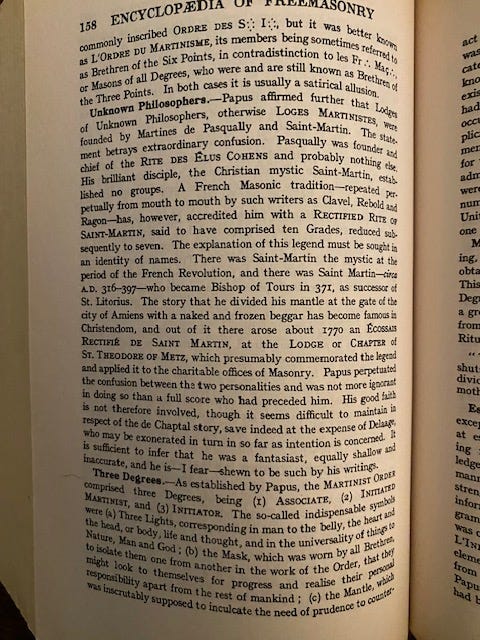 158 ENCYCLOPÆDIA OF FREEMASONRY
commonly inscribed ORDRE DES S⁘ I⁘, but it was better known
as L'ORDRE DU MARTINISME, its members being sometimes referred to
as Brethren of the Six Points, in contradistinction to les Fr∴ Maç∴,
or Masons of all Degrees, who were and are still known as Brethren of
the Three Points. In both cases it is usually a satirical allusion.
Unknown Philosophers.—Papus affirmed further that Lodges
of Unknown Philosophers, otherwise LOGES MARTINISTES, were
founded by Martines de Pasqually and Saint-Martin. The state-
ment betrays extraordinary confusion. Pasqually was founder and
chief of the RITE DES ÉLUS COHENS and probably nothing else.
His brilliant disciple, the Christian mystic Saint-Martin, estab-
lished no groups. A French Masonic tradition—repeated per-
petually from mouth to mouth by such writers as Clavel, Rebold and
Ragon—has, however, accredited him with a RECTIFIED RITE OF
SAINT-MARTIN, said to have comprised ten Grades, reduced sub-
sequently to seven. The explanation of this legend must be sought in
an identity of names. There was Saint-Martin the mystic at the
period of the French Revolution, and there was Saint Martin—circa
A.D. 316-397—who became Bishop of Tours in 371, as successor of
St. Litorius. The story that he divided his mantle at the gate of the
city of Amiens with a naked and frozen beggar has become famous in
Christendom, and out of it there arose about 1770 an ÉCOSSAIS
RECTIFIÉ DE SAINT MARTIN, at the LODGE or CHAPTER of
ST. THEODORE OF METZ, which presumably commemorated the legend
and applied it to the charitable offices of Masonry. Papus perpetuated
the confusion between the two personalities and was not more ignorant
in doing so than a full score who had preceded him. His good faith
is not therefore involved, though it seems difficult to maintain in
respect of the de Chaptal story, save indeed at the expense of Delaage,
who may be exonerated in turn in so far as intention is concerned. It
is sufficient to infer that he was a fantasiast, equally shallow and
inaccurate, and he is—I fear—shewn to be such by his writings.
Three Degrees.—As established by Papus, the MARTINIST ORDER
comprised three Degrees, being (1) ASSOCIATE, (2) INITIATED
MARTINIST, and (3) INITIATOR. The so-called indispensable symbols
were (a) Three Lights, corresponding in man to the belly, the heart and
the head, or body, life and thought, and in the universality of things to
Nature, Man and God; (b) the Mask, which was worn by all Brethren,
to isolate them one from another in the work of the Order, that they
might look to themselves for progress and realise their personal
responsibility apart from the rest of mankind; (c) the Mantle, which
was inscrutably supposed to inculcate the need of prudence to counter-